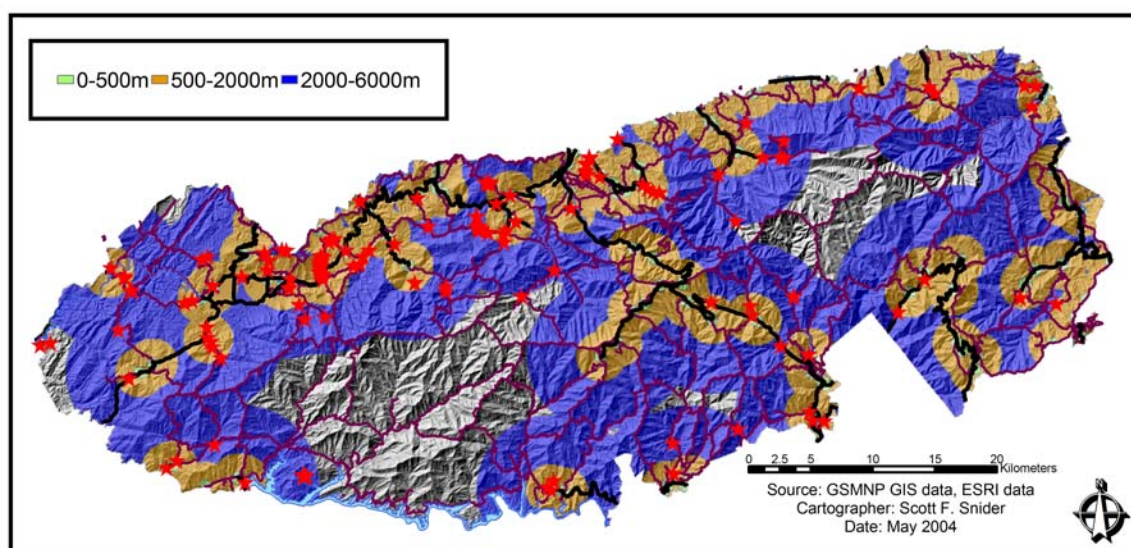 0-500m 500-2000m 2000-6000m
0 2.5 5 10 15 20 Kilometers
Source: GSMNP GIS data, ESRI data
Cartographer: Scott F. Snider
Date: May 2004